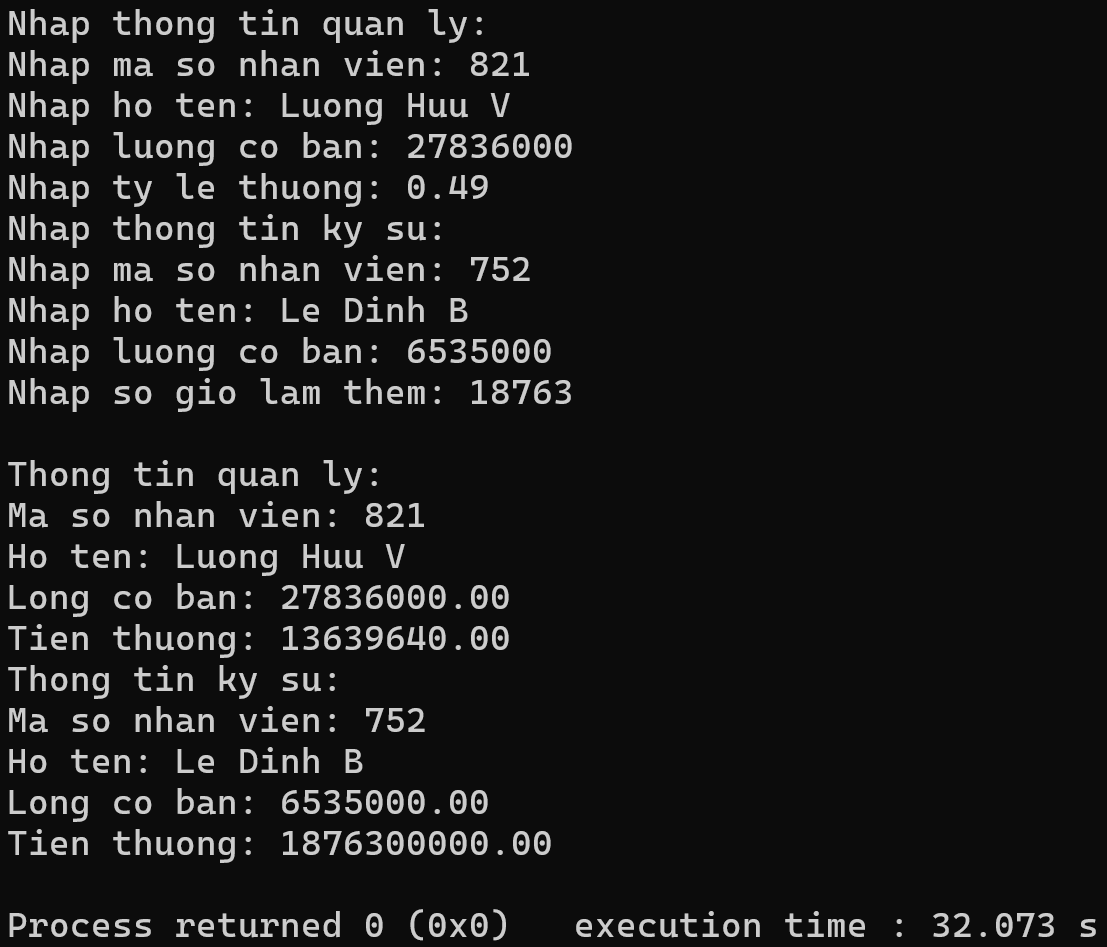 Nhap thong tin quan ly:
Nhap ma so nhan vien: 821
Nhap ho ten: Luong Huu V
Nhap luong co ban: 27836000
Nhap ty le thuong: 0.49
Nhap thong tin ky su:
Nhap ma so nhan vien: 752
Nhap ho ten: Le Dinh B
Nhap luong co ban: 6535000
Nhap so gio lam them: 18763
Thong tin quan ly:
Ma so nhan vien: 821
Ho ten: Luong Huu V
Long co ban: 27836000.00
Tien thuong: 13639640.00
Thong tin ky su:
Ma so nhan vien: 752
Ho ten: Le Dinh B
Long co ban: 6535000.00
Tien thuong: 1876300000.00
Process returned 0 (0x0)   execution time : 32.073 s